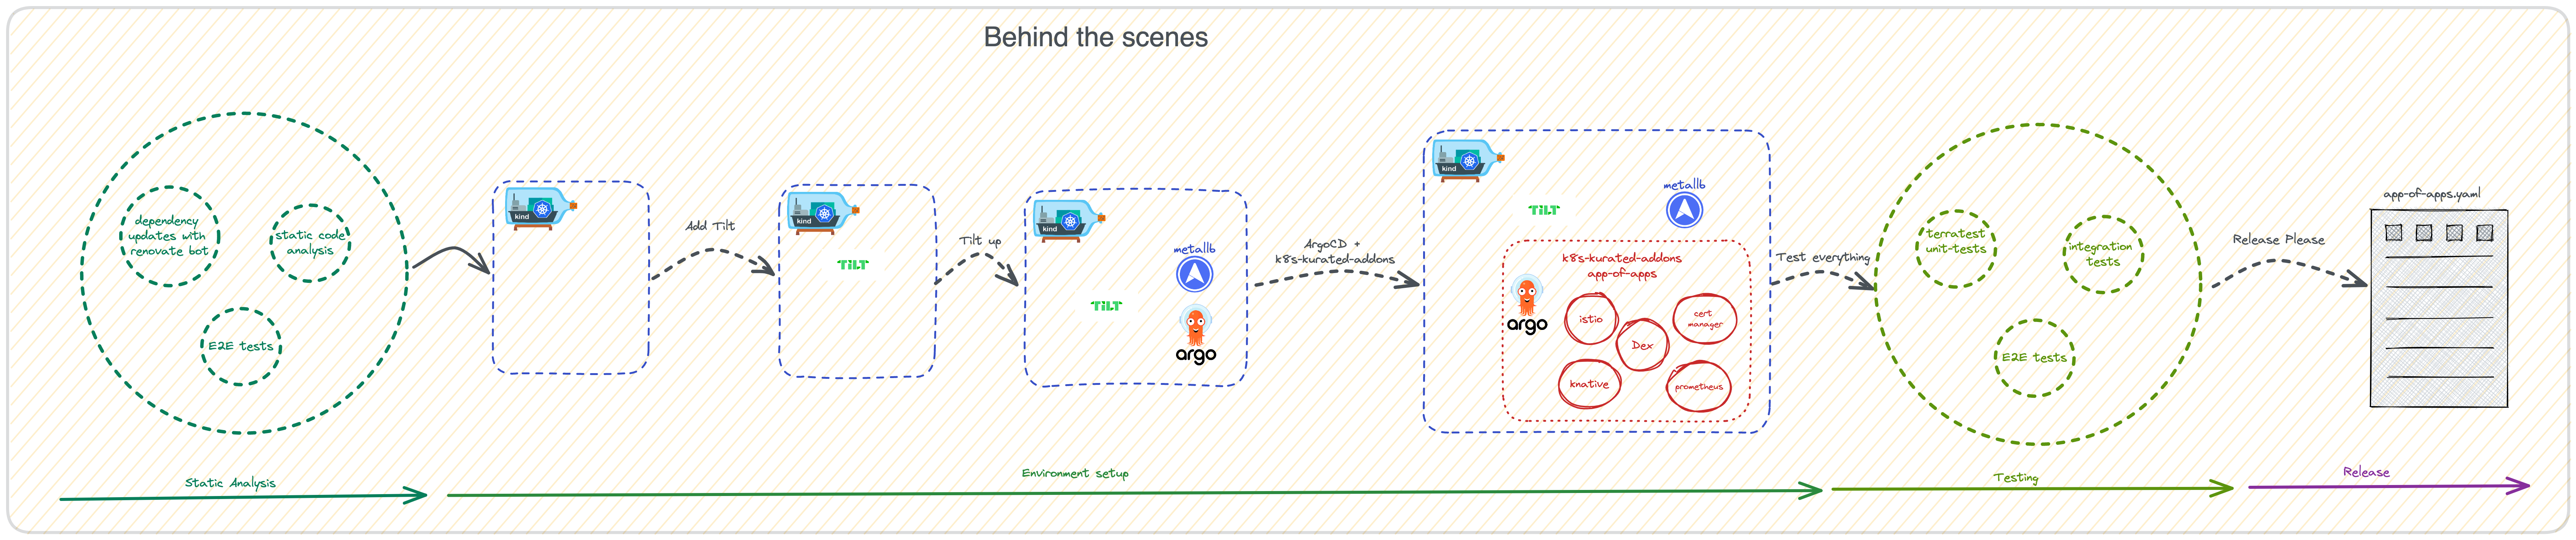 Behind the scenes
dependency
updates with
renovate bot
static code
analysis
E2E tests
kind
Add Tilt
kind
TILT
Tilt up
kind
metallb
TILT
argo
ArgoCD +
k8s-kurated-addons
kind
metallb
TILT
k8s-kurated-addons
app-of-apps
argo
istio
cert
manager
Dex
knative
prometheus
Test everything
terratest
unit-tests
integration
tests
E2E tests
Release Please
app-of-apps.yaml
Static Analysis
Environment setup
Testing
Release